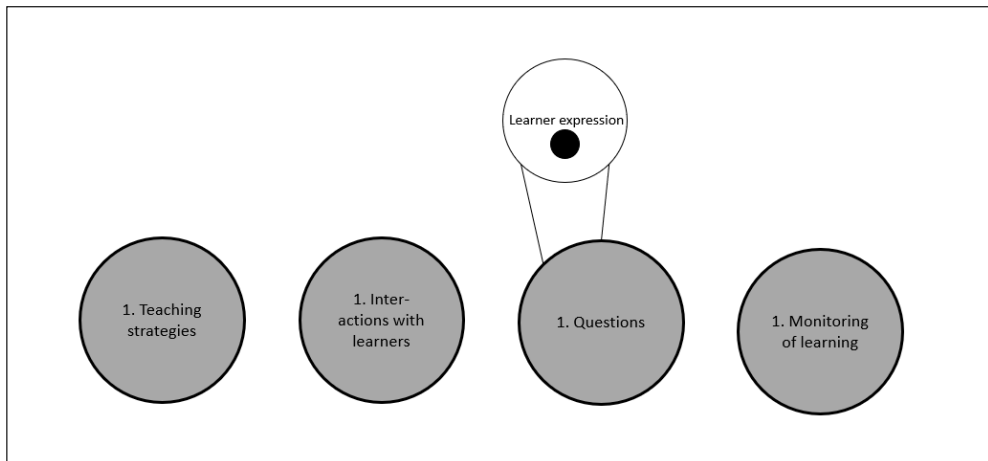 Learner expression
1. Teaching
strategies
1. Inter-
actions with
learners
1. Questions
1. Monitoring
of learning